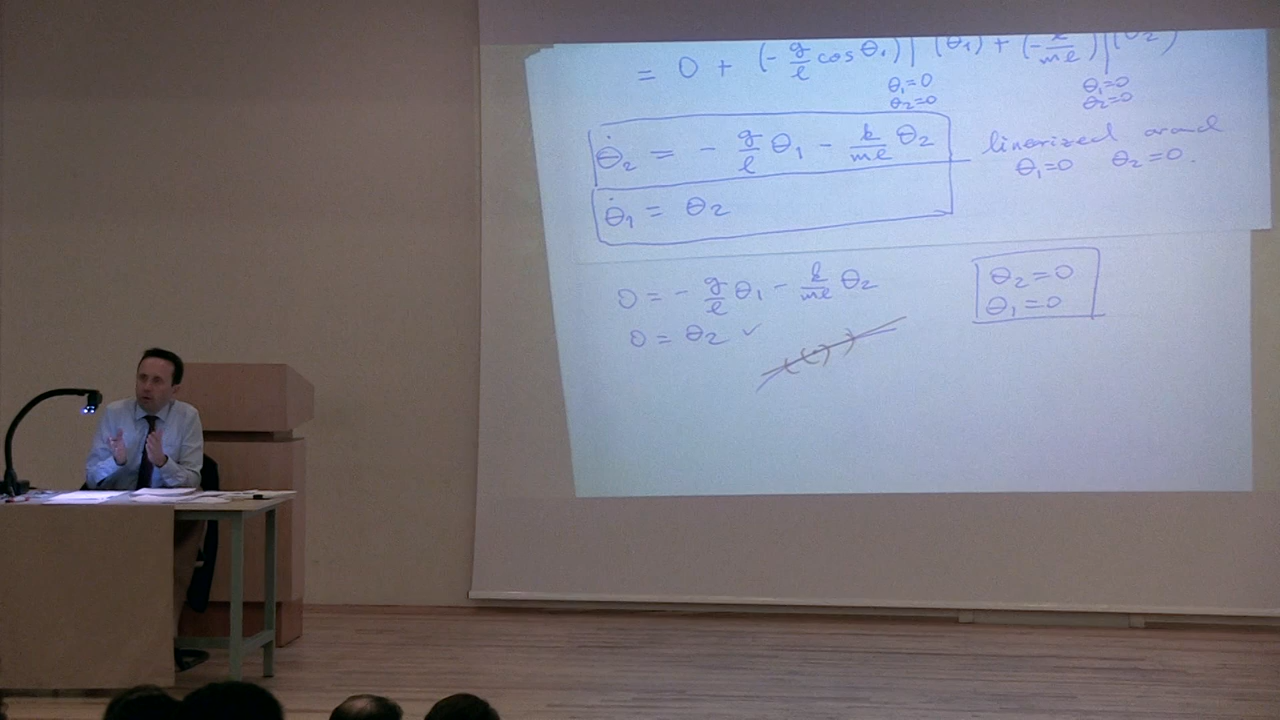 = 0 + (-g/ℓ cos θ₁)| (θ₁) + (-k/mℓ)| (θ₂)
θ₁=0 θ₁=0
θ₂=0 θ₂=0
θ̇₂ = - g/ℓ θ₁ - k/mℓ θ₂ linerized around
θ₁=0 θ₂=0.
θ̇₁ = θ₂
0 = - g/ℓ θ₁ - k/mℓ θ₂
0 = θ₂ ✓
θ₂=0
θ₁=0